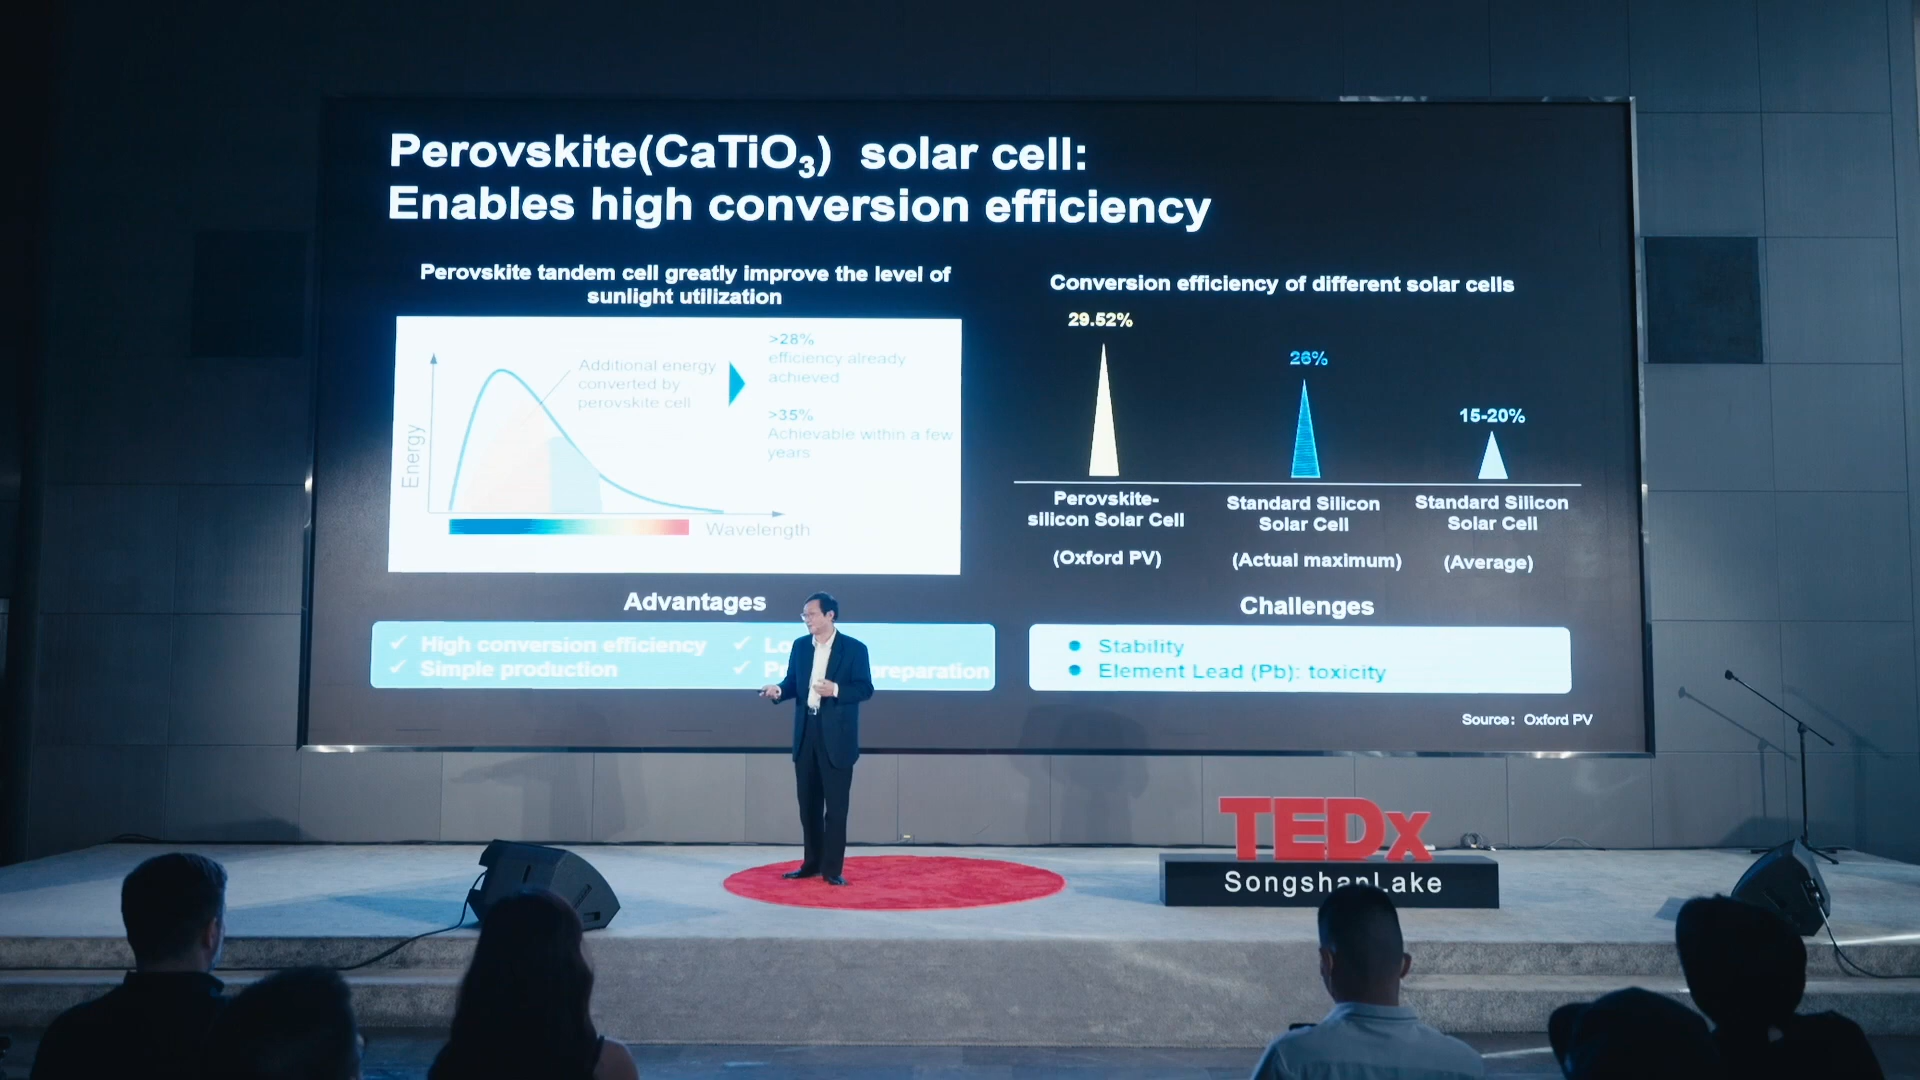 Perovskite(CaTiO₃) solar cell:
Enables high conversion efficiency
Perovskite tandem cell greatly improve the level of
sunlight utilization
Energy
Additional energy
converted by
perovskite cell
>28%
efficiency already
achieved
>35%
Achievable within a few
years
Wavelength
Conversion efficiency of different solar cells
29.52%
26%
15-20%
Perovskite-
silicon Solar Cell
(Oxford PV)
Standard Silicon
Solar Cell
(Actual maximum)
Standard Silicon
Solar Cell
(Average)
Advantages
✓ High conversion efficiency
✓ Simple production
Challenges
• Stability
• Element Lead (Pb): toxicity
Source: Oxford PV
TEDx
SongshanLake